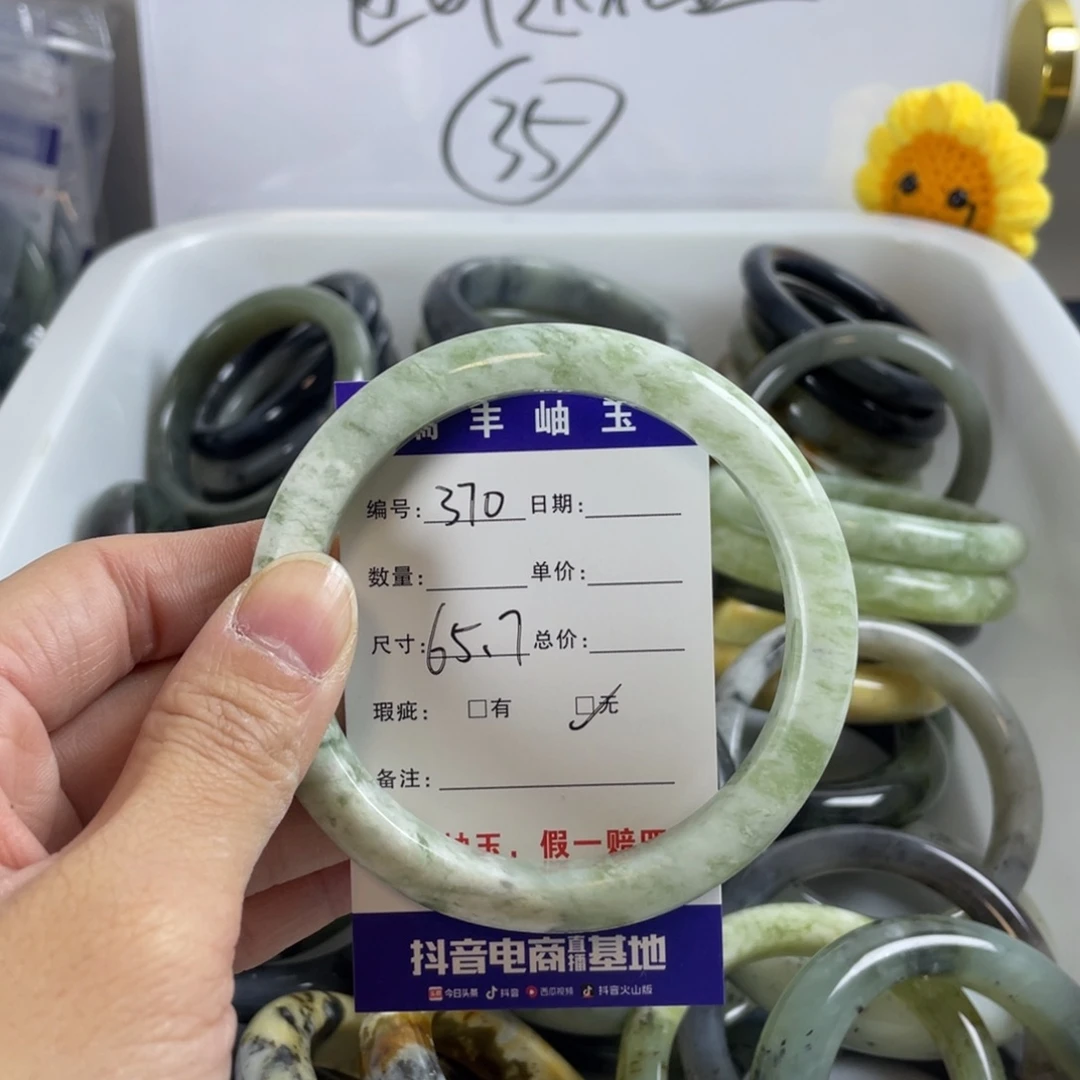 35
丰岫玉
编号: 370 日期:
数量: 单价:
尺寸: 65.7 总价:
瑕疵: □有 □无
备注:
玉，假一赔四
抖音电商直播基地
今日头条 抖音 西瓜视频 抖音火山版